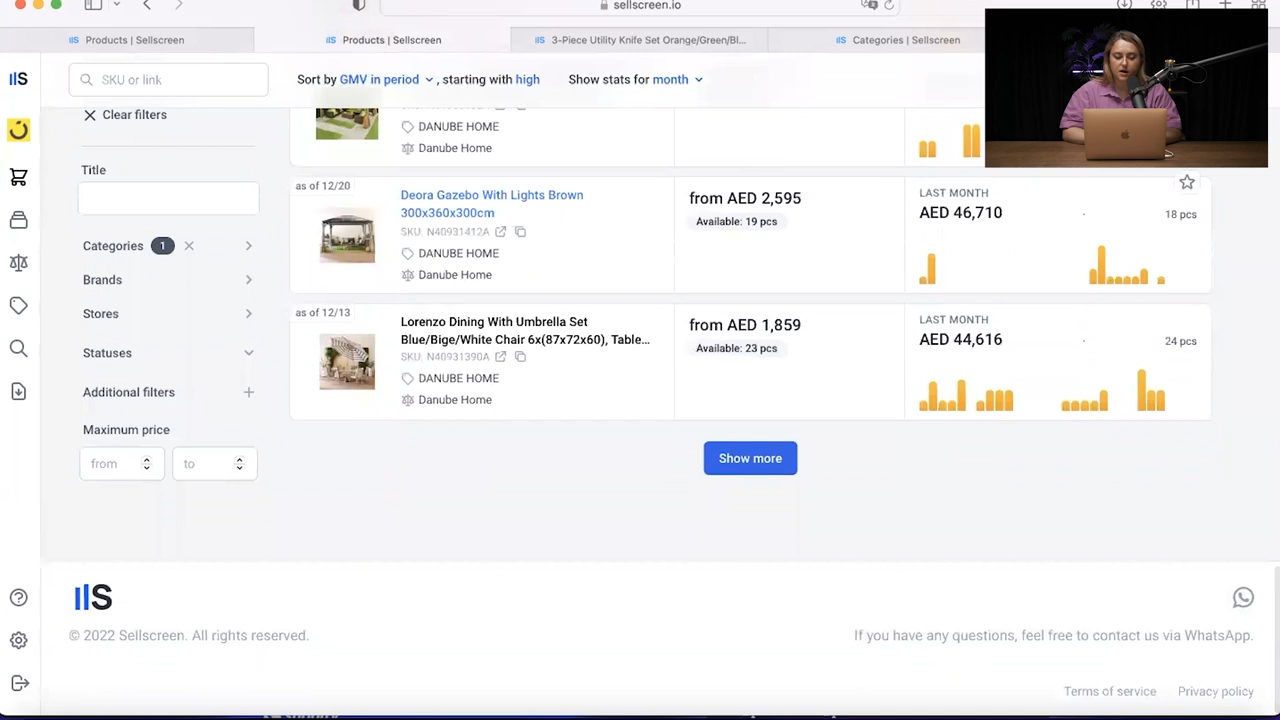 sellscreen.io
Products | Sellscreen
Products | Sellscreen
3-Piece Utility Knife Set Orange/Green/Bl...
Categories | Sellscreen
IIS
SKU or link
Sort by GMV in period , starting with high
Show stats for month
Clear filters
Title
Categories 1
Brands
Stores
Statuses
Additional filters
Maximum price
from
to
DANUBE HOME
Danube Home
as of 12/20
Deora Gazebo With Lights Brown
300x360x300cm
SKU: N40931412A
DANUBE HOME
Danube Home
from AED 2,595
Available: 19 pcs
LAST MONTH
AED 46,710
18 pcs
as of 12/13
Lorenzo Dining With Umbrella Set
Blue/Bige/White Chair 6x(87x72x60), Table...
SKU: N40931390A
DANUBE HOME
Danube Home
from AED 1,859
Available: 23 pcs
LAST MONTH
AED 44,616
24 pcs
Show more
IIS
© 2022 Sellscreen. All rights reserved.
If you have any questions, feel free to contact us via WhatsApp.
Terms of service
Privacy policy